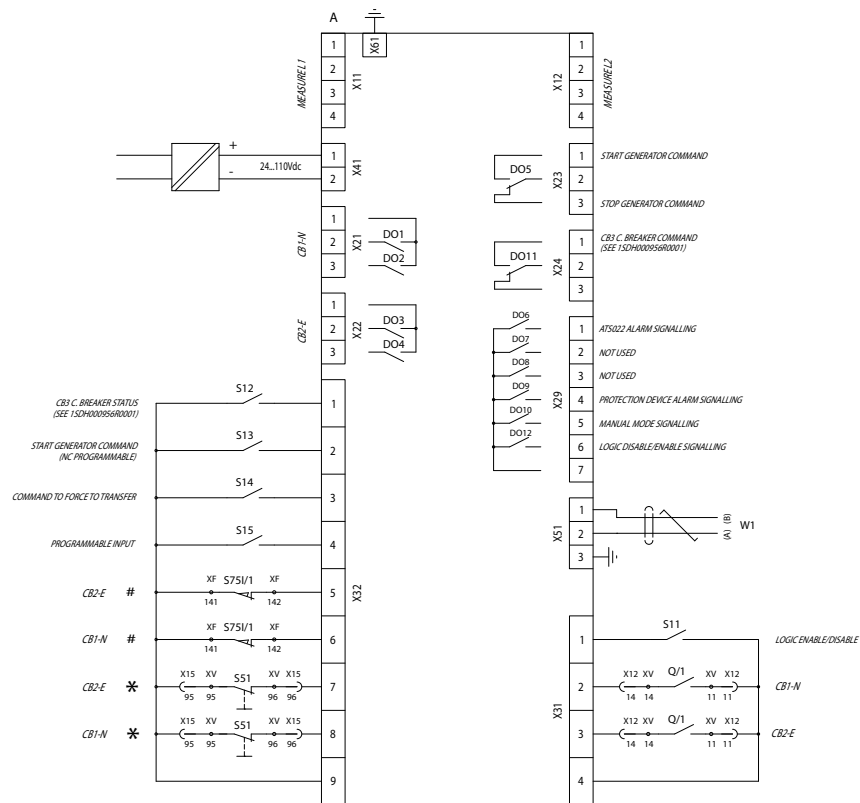 A
-
X61
MEASURE L1
1
2
3
4
X11
+
-
24...110Vdc
1
2
X41
CB1-N
1
2
3
X21
DO1
DO2
CB2-E
1
2
3
X22
DO3
DO4
CB3 C. BREAKER STATUS
(SEE 1SDH000956R0001)
S12
1
START GENERATOR COMMAND
(NC PROGRAMMABLE)
S13
2
COMMAND TO FORCE TO TRANSFER
S14
3
PROGRAMMABLE INPUT
S15
4
X32
CB2-E #
XF S75I/1 XF
141 142
5
CB1-N #
XF S75I/1 XF
141 142
6
CB2-E *
X15 XV S51 XV X15
95 95 96 96
7
CB1-N *
X15 XV S51 XV X15
95 95 96 96
8
9
X12
1
2
3
4
MEASURE L2
DO5
X23
1 START GENERATOR COMMAND
2
3 STOP GENERATOR COMMAND
DO11
X24
1 CB3 C. BREAKER COMMAND
(SEE 1SDH000956R0001)
2
3
X29
DO6 1 ATS022 ALARM SIGNALLING
DO7 2 NOT USED
DO8 3 NOT USED
DO9 4 PROTECTION DEVICE ALARM SIGNALLING
DO10 5 MANUAL MODE SIGNALLING
DO12 6 LOGIC DISABLE/ENABLE SIGNALLING
7
X51
1
2
3
(B)
(A)
W1
X31
1 S11 LOGIC ENABLE/DISABLE
2 X12 XV Q/1 XV X12 CB1-N
14 14 11 11
3 X12 XV Q/1 XV X12 CB2-E
14 14 11 11
4